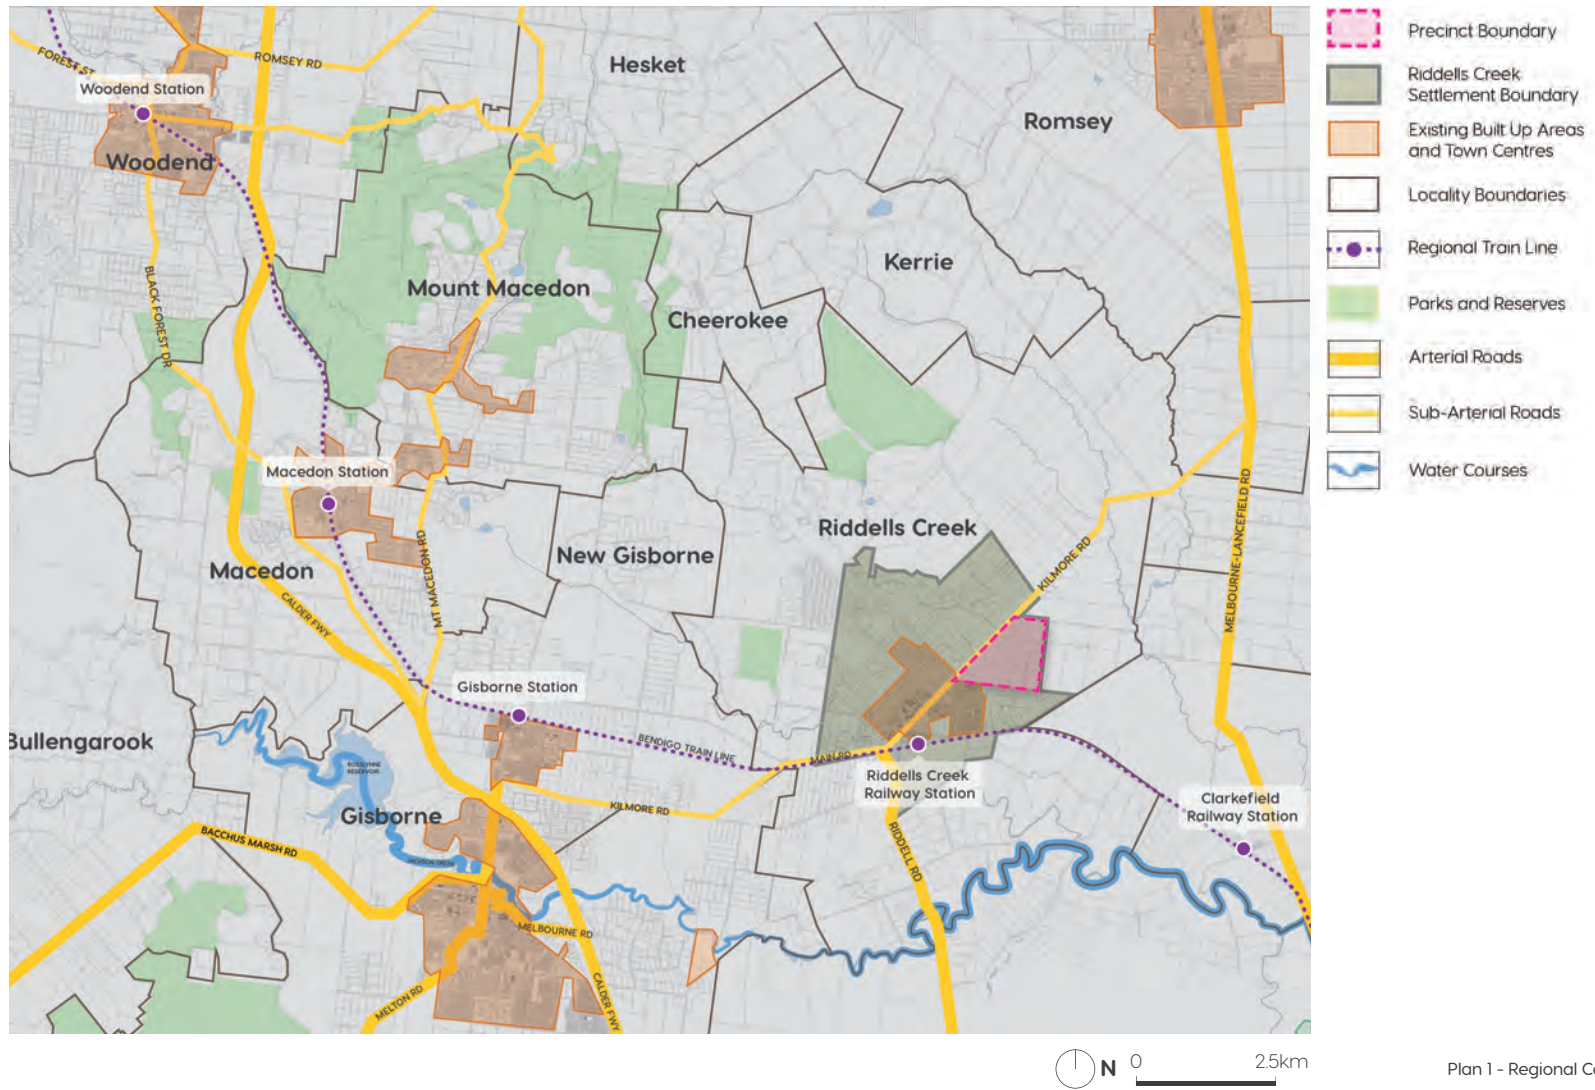 FOREST ST
ROMSEY RD
Woodend Station
Woodend
Hesket
Romsey
BLACK FOREST DR
Mount Macedon
Cheerokee
Kerrie
Macedon Station
Macedon
MT MACEDON RD
New Gisborne
Riddells Creek
KILMORE RD
MELBOURNE-LANCEFIELD RD
CALDER FWY
Gisborne Station
BENDIGO TRAIN LINE
MAIN RD
Riddells Creek
Railway Station
Clarkefield
Railway Station
Bullengarook
ROSSLYNNE
RESERVOIR
Gisborne
KILMORE RD
BACCHUS MARSH RD
JACKSON CREEK
RIDDELL RD
MELBOURNE RD
MELTON RD
CALDER FWY
Precinct Boundary
Riddells Creek
Settlement Boundary
Existing Built Up Areas
and Town Centres
Locality Boundaries
Regional Train Line
Parks and Reserves
Arterial Roads
Sub-Arterial Roads
Water Courses
N
0
2.5km
Plan 1 - Regional Co